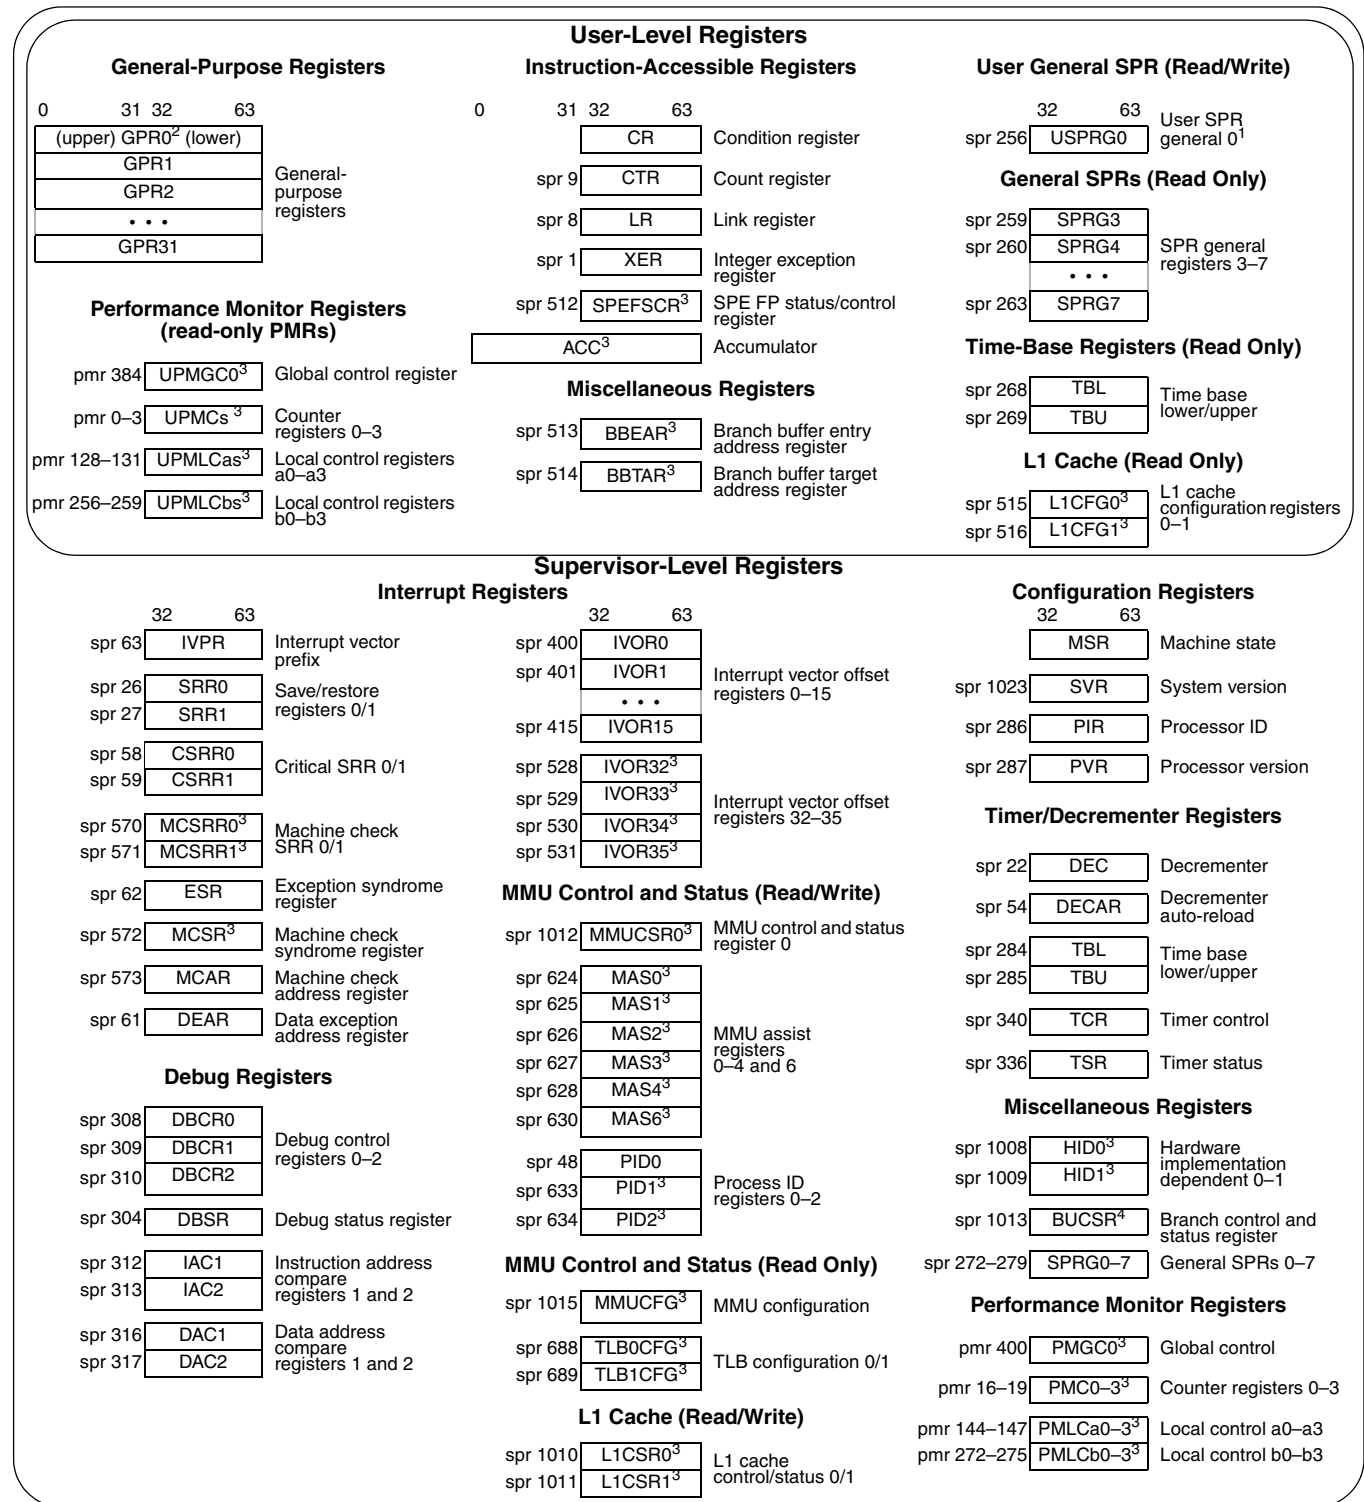 User-Level Registers
General-Purpose Registers
0 31 32 63
(upper) GPR0² (lower)
GPR1
GPR2
• • •
GPR31
General-
purpose
registers
Performance Monitor Registers
(read-only PMRs)
pmr 384 UPMGC0³ Global control register
pmr 0–3 UPMCs ³ Counter
registers 0–3
pmr 128–131 UPMLCas³ Local control registers
a0–a3
pmr 256–259 UPMLCbs³ Local control registers
b0–b3
Instruction-Accessible Registers
0 31 32 63
CR Condition register
spr 9 CTR Count register
spr 8 LR Link register
spr 1 XER Integer exception
register
spr 512 SPEFSCR³ SPE FP status/control
register
ACC³ Accumulator
Miscellaneous Registers
spr 513 BBEAR³ Branch buffer entry
address register
spr 514 BBTAR³ Branch buffer target
address register
User General SPR (Read/Write)
32 63
spr 256 USPRG0 User SPR
general 0¹
General SPRs (Read Only)
spr 259 SPRG3
spr 260 SPRG4
• • •
spr 263 SPRG7
SPR general
registers 3–7
Time-Base Registers (Read Only)
spr 268 TBL
spr 269 TBU
Time base
lower/upper
L1 Cache (Read Only)
spr 515 L1CFG0³
spr 516 L1CFG1³
L1 cache
configuration registers
0–1
Supervisor-Level Registers
Interrupt Registers
32 63
spr 63 IVPR Interrupt vector
prefix
spr 26 SRR0
spr 27 SRR1
Save/restore
registers 0/1
spr 58 CSRR0
spr 59 CSRR1
Critical SRR 0/1
spr 570 MCSRR0³
spr 571 MCSRR1³
Machine check
SRR 0/1
spr 62 ESR Exception syndrome
register
spr 572 MCSR³ Machine check
syndrome register
spr 573 MCAR Machine check
address register
spr 61 DEAR Data exception
address register
Debug Registers
spr 308 DBCR0
spr 309 DBCR1
spr 310 DBCR2
Debug control
registers 0–2
spr 304 DBSR Debug status register
spr 312 IAC1
spr 313 IAC2
Instruction address
compare
registers 1 and 2
spr 316 DAC1
spr 317 DAC2
Data address
compare
registers 1 and 2
32 63
spr 400 IVOR0
spr 401 IVOR1
• • •
spr 415 IVOR15
Interrupt vector offset
registers 0–15
spr 528 IVOR32³
spr 529 IVOR33³
spr 530 IVOR34³
spr 531 IVOR35³
Interrupt vector offset
registers 32–35
MMU Control and Status (Read/Write)
spr 1012 MMUCSR0³ MMU control and status
register 0
spr 624 MAS0³
spr 625 MAS1³
spr 626 MAS2³
spr 627 MAS3³
spr 628 MAS4³
spr 630 MAS6³
MMU assist
registers
0–4 and 6
spr 48 PID0
spr 633 PID1³
spr 634 PID2³
Process ID
registers 0–2
MMU Control and Status (Read Only)
spr 1015 MMUCFG³ MMU configuration
spr 688 TLB0CFG³
spr 689 TLB1CFG³
TLB configuration 0/1
L1 Cache (Read/Write)
spr 1010 L1CSR0³
spr 1011 L1CSR1³
L1 cache
control/status 0/1
Configuration Registers
32 63
MSR Machine state
spr 1023 SVR System version
spr 286 PIR Processor ID
spr 287 PVR Processor version
Timer/Decrementer Registers
spr 22 DEC Decrementer
spr 54 DECAR Decrementer
auto-reload
spr 284 TBL
spr 285 TBU
Time base
lower/upper
spr 340 TCR Timer control
spr 336 TSR Timer status
Miscellaneous Registers
spr 1008 HID0³
spr 1009 HID1³
Hardware
implementation
dependent 0–1
spr 1013 BUCSR⁴ Branch control and
status register
spr 272–279 SPRG0–7 General SPRs 0–7
Performance Monitor Registers
pmr 400 PMGC0³ Global control
pmr 16–19 PMC0–3³ Counter registers 0–3
pmr 144–147 PMLCa0–3³ Local control a0–a3
pmr 272–275 PMLCb0–3³ Local control b0–b3